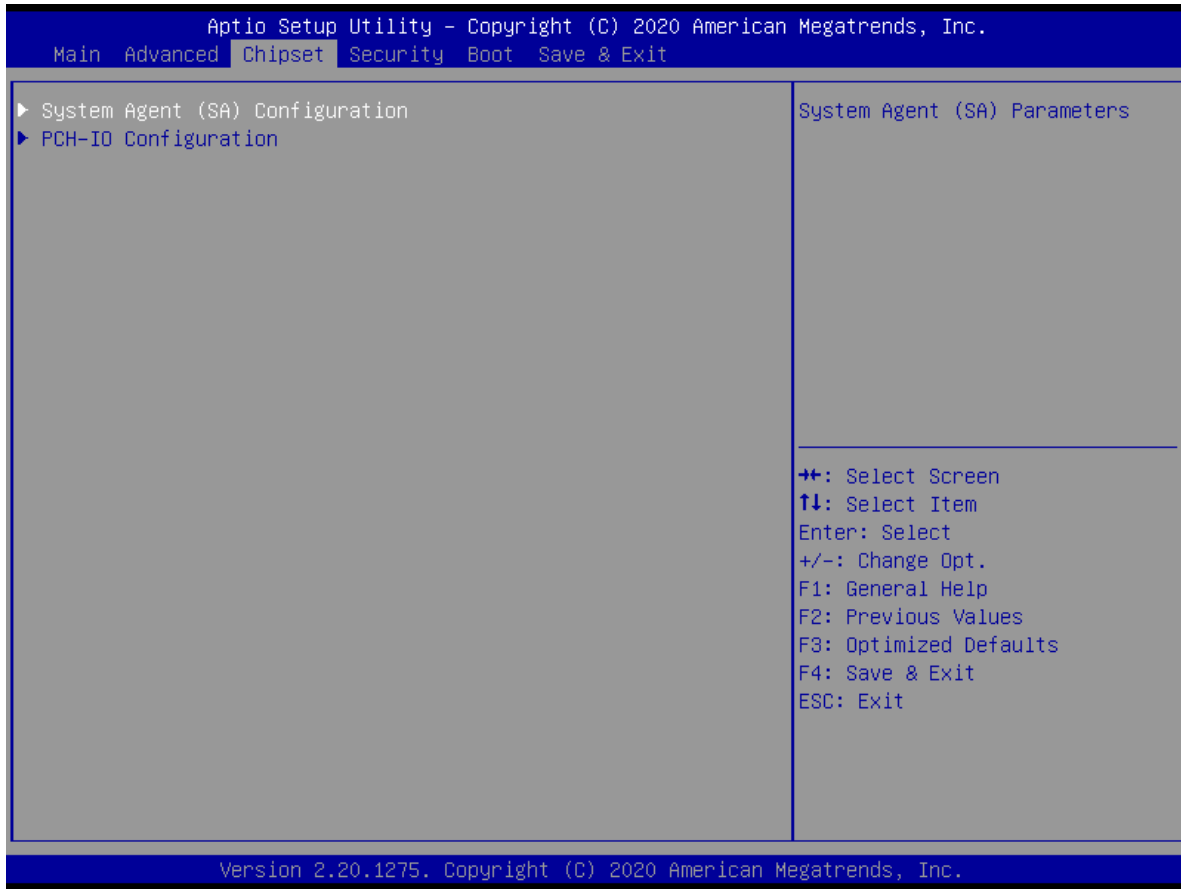 Aptio Setup Utility – Copyright (C) 2020 American Megatrends, Inc.
Main Advanced Chipset Security Boot Save & Exit
▶ System Agent (SA) Configuration
▶ PCH-IO Configuration
System Agent (SA) Parameters
→←: Select Screen
↑↓: Select Item
Enter: Select
+/-: Change Opt.
F1: General Help
F2: Previous Values
F3: Optimized Defaults
F4: Save & Exit
ESC: Exit
Version 2.20.1275. Copyright (C) 2020 American Megatrends, Inc.